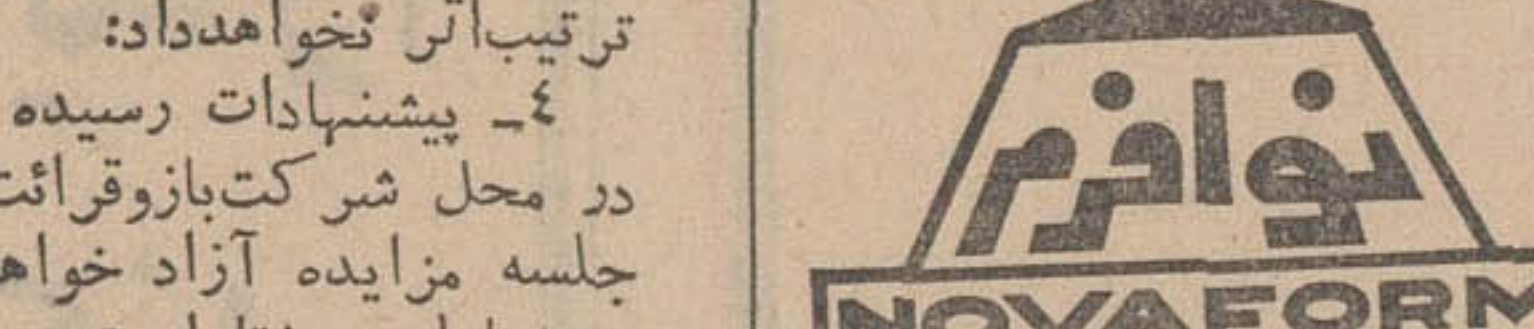 ترتیب‌اثر نخواهدداد:
٤ـ پیشنهادات رسیده
در محل شرکت‌بازوقرائت
جلسه مزایده آزاد خواه
نوافرم
NOVAFORM